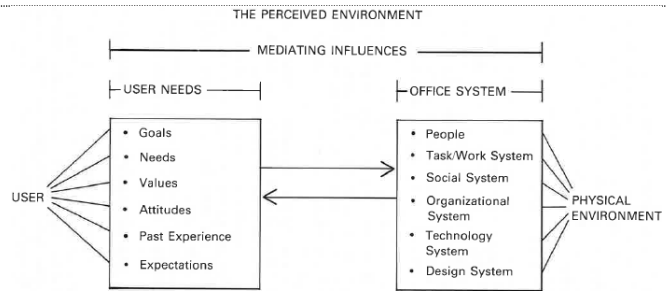 THE PERCEIVED ENVIRONMENT
MEDIATING INFLUENCES
USER NEEDS
OFFICE SYSTEM
USER
• Goals
• Needs
• Values
• Attitudes
• Past Experience
• Expectations
• People
• Task/Work System
• Social System
• Organizational
System
• Technology
System
• Design System
PHYSICAL
ENVIRONMENT